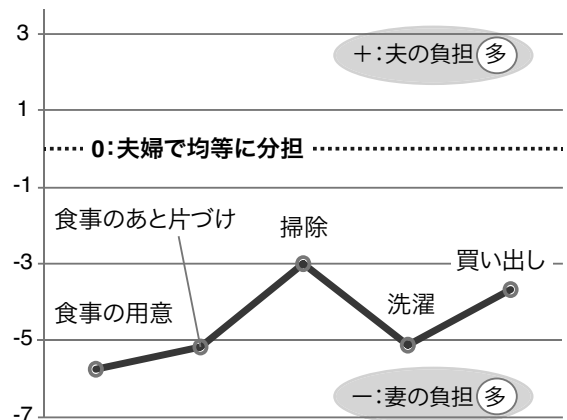 3
＋:夫の負担 多
1
0:夫婦で均等に分担
-1
食事のあと片づけ
掃除
-3
買い出し
食事の用意
洗濯
-5
ー:妻の負担 多
-7